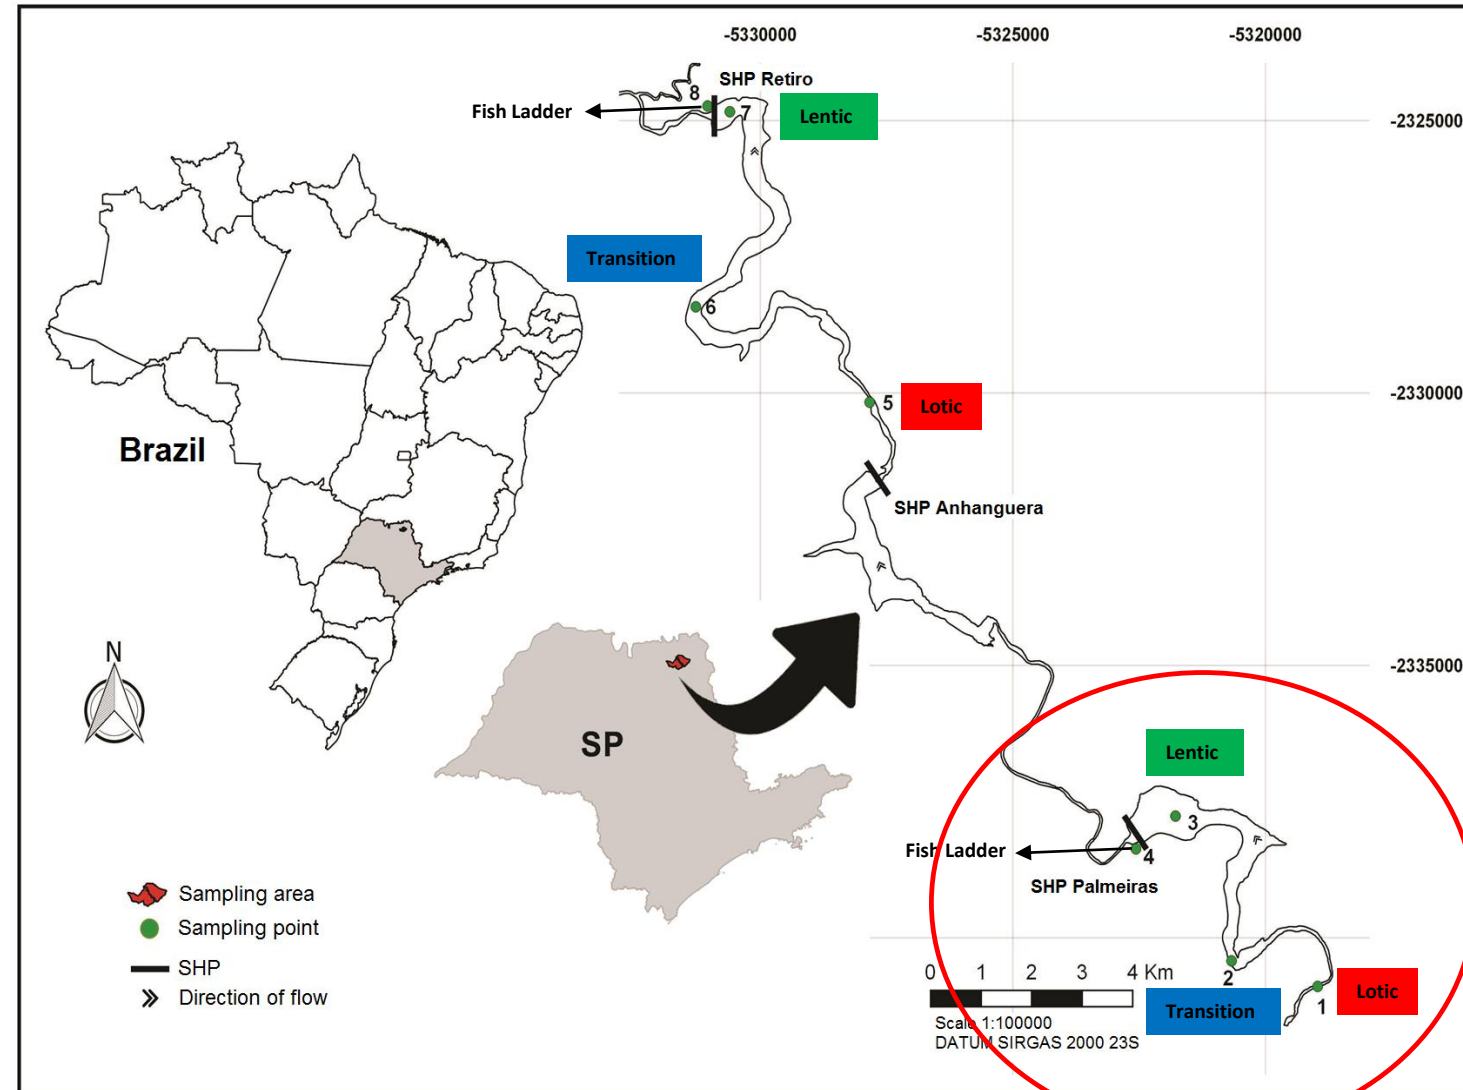 -5330000
-5325000
-5320000
SHP Retiro
8
7
Fish Ladder
Lentic
-2325000
Transition
6
5
Lotic
-2330000
Brazil
SHP Anhanguera
N
-2335000
SP
Lentic
3
Fish Ladder
4
SHP Palmeiras
Sampling area
Sampling point
SHP
Direction of flow
0 1 2 3 4 Km
Scale 1:100000
DATUM SIRGAS 2000 23S
2
Transition
1
Lotic